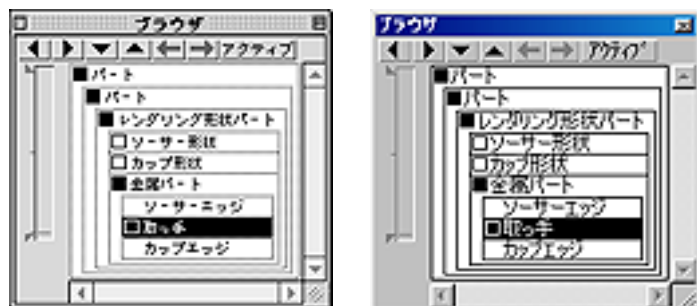 ブラウザ
アクティブ
■パート
■パート
■レンダリング形状パート
□ソーサー形状
□カップ形状
■金属パート
ソーサーエッジ
□取っ手
カップエッジ
ブラウザ
アクティブ
■パート
■パート
■レンダリング形状パート
□ソーサー形状
□カップ形状
■金属パート
ソーサーエッジ
□取っ手
カップエッジ